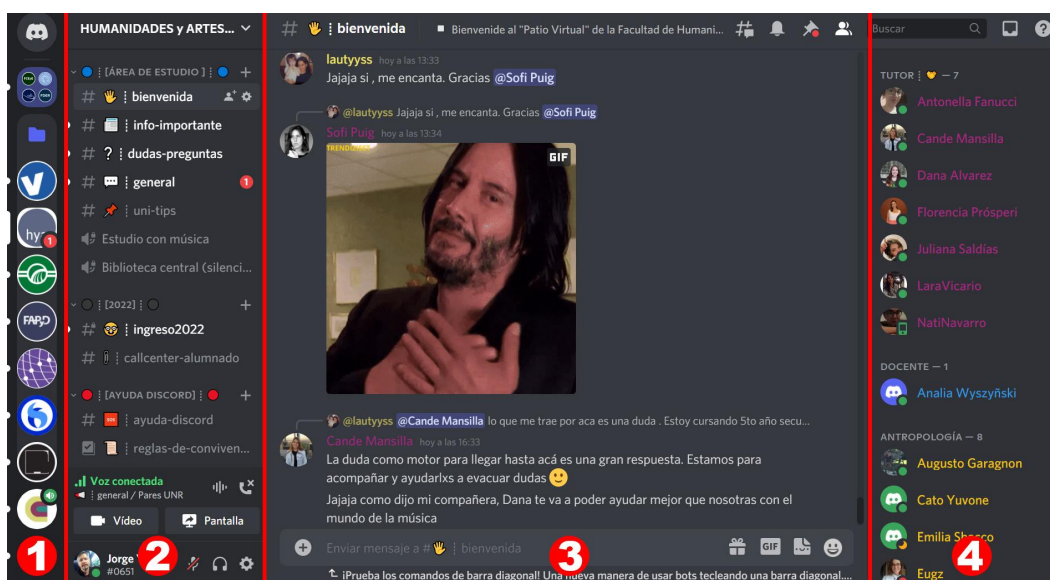 HUMANIDADES y ARTES...
[ÁREA DE ESTUDIO]
bienvenida
info-importante
dudas-preguntas
general
1
uni-tips
Estudio con música
Biblioteca central (silenci...
[2022]
ingreso2022
callcenter-alumnado
[AYUDA DISCORD]
ayuda-discord
reglas-de-conviven...
Voz conectada
general / Pares UNR
Vídeo
Pantalla
Jorge
#0651
hya
1
FAPyD
1
2
bienvenida
Bienvenide al "Patio Virtual" de la Facultad de Humani...
lautyyss hoy a las 13:33
Jajaja si , me encanta. Gracias @Sofi Puig
@lautyyss Jajaja si , me encanta. Gracias @Sofi Puig
Sofi Puig hoy a las 13:34
GIF
@lautyyss @Cande Mansilla lo que me trae por aca es una duda . Estoy cursando 5to año secu...
Cande Mansilla hoy a las 16:33
La duda como motor para llegar hasta acá es una gran respuesta. Estamos para
acompañar y ayudarlxs a evacuar dudas
Jajaja como dijo mi compañera, Dana te va a poder ayudar mejor que nosotras con el
mundo de la música
Enviar mensaje a # bienvenida
GIF
¡Prueba los comandos de barra diagonal! Una nueva manera de usar bots tecleando una barra diagonal....
3
Buscar
TUTOR — 7
Antonella Fanucci
Cande Mansilla
Dana Alvarez
Florencia Prósperi
Juliana Saldías
LaraVicario
NatiNavarro
DOCENTE — 1
Analia Wyszyński
ANTROPOLOGÍA — 8
Augusto Garagnon
Cato Yuvone
Emilia
Eugz
4